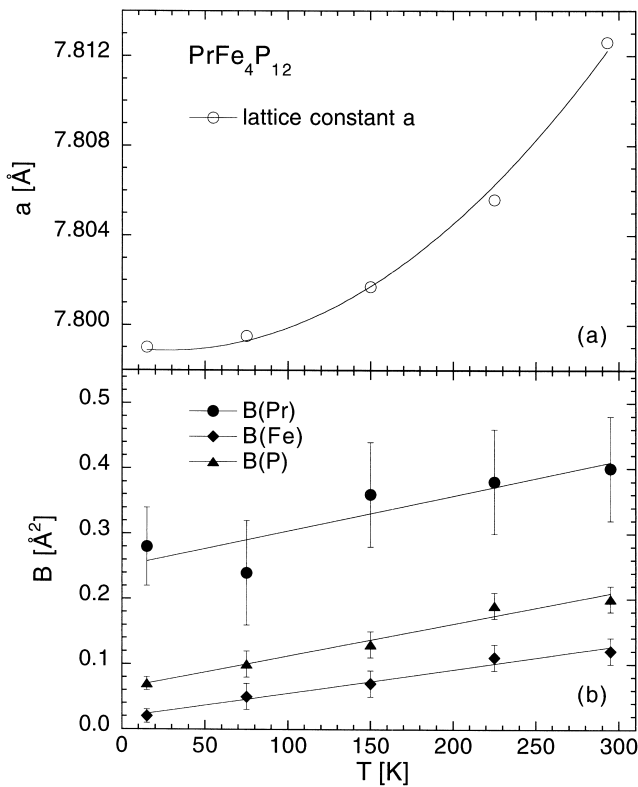 7.812
PrFe₄P₁₂
lattice constant a
7.808
a [Å]
7.804
7.800
(a)
0.5
B(Pr)
B(Fe)
B(P)
0.4
0.3
B [Å²]
0.2
0.1
(b)
0.0
0 50 100 150 200 250 300
T [K]